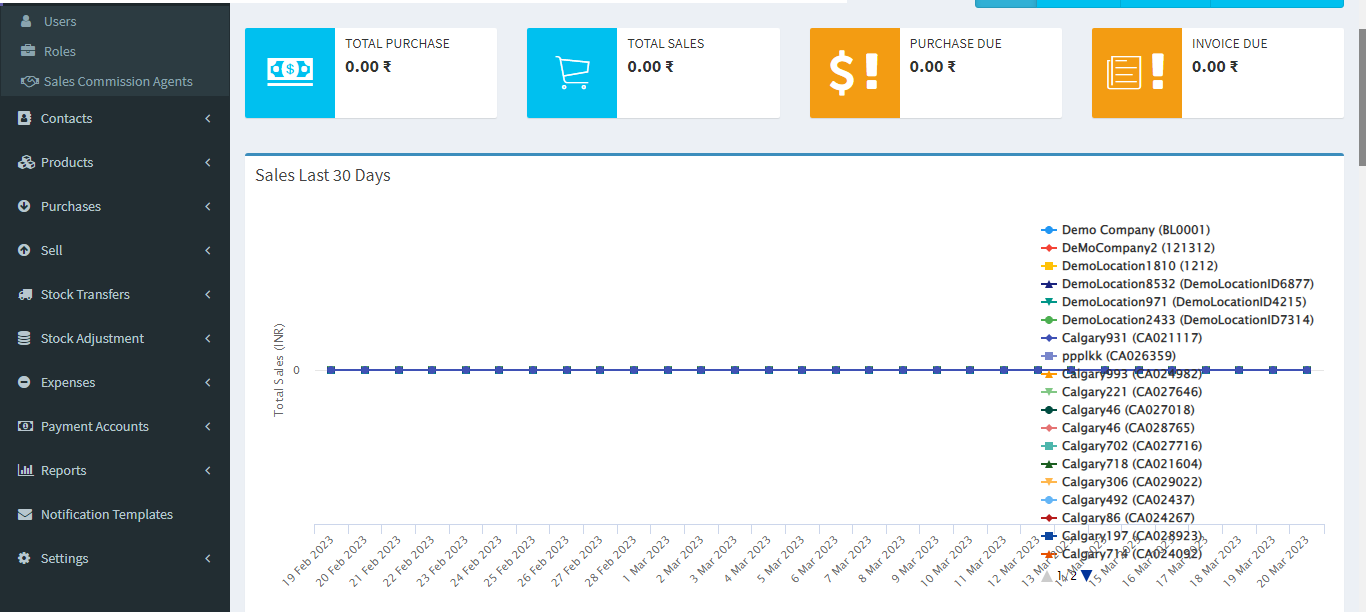 Users
Roles
Sales Commission Agents
Contacts
Products
Purchases
Sell
Stock Transfers
Stock Adjustment
Expenses
Payment Accounts
Reports
Notification Templates
Settings
TOTAL PURCHASE
0.00 ₹
TOTAL SALES
0.00 ₹
PURCHASE DUE
0.00 ₹
INVOICE DUE
0.00 ₹
Sales Last 30 Days
Total Sales (INR)
0
Demo Company (BL0001)
DeMoCompany2 (121312)
DemoLocation1810 (1212)
DemoLocation8532 (DemoLocationID6877)
DemoLocation971 (DemoLocationID4215)
DemoLocation2433 (DemoLocationID7314)
Calgary931 (CA021117)
ppplkk (CA026359)
Calgary993 (CA024982)
Calgary221 (CA027646)
Calgary46 (CA027018)
Calgary46 (CA028765)
Calgary702 (CA027716)
Calgary718 (CA021604)
Calgary306 (CA029022)
Calgary492 (CA02437)
Calgary86 (CA024267)
Calgary197 (CA028923)
Calgary714 (CA024092)
1/2
19 Feb 2023
20 Feb 2023
21 Feb 2023
22 Feb 2023
23 Feb 2023
24 Feb 2023
25 Feb 2023
26 Feb 2023
27 Feb 2023
28 Feb 2023
1 Mar 2023
2 Mar 2023
3 Mar 2023
4 Mar 2023
5 Mar 2023
6 Mar 2023
7 Mar 2023
8 Mar 2023
9 Mar 2023
10 Mar 2023
11 Mar 2023
12 Mar 2023
13 Mar 2023
14 Mar 2023
15 Mar 2023
16 Mar 2023
17 Mar 2023
18 Mar 2023
19 Mar 2023
20 Mar 2023